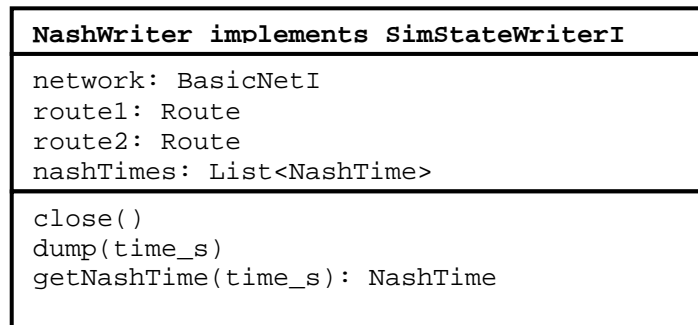 NashWriter implements SimStateWriterI
network: BasicNetI
route1: Route
route2: Route
nashTimes: List<NashTime>
close()
dump(time_s)
getNashTime(time_s): NashTime